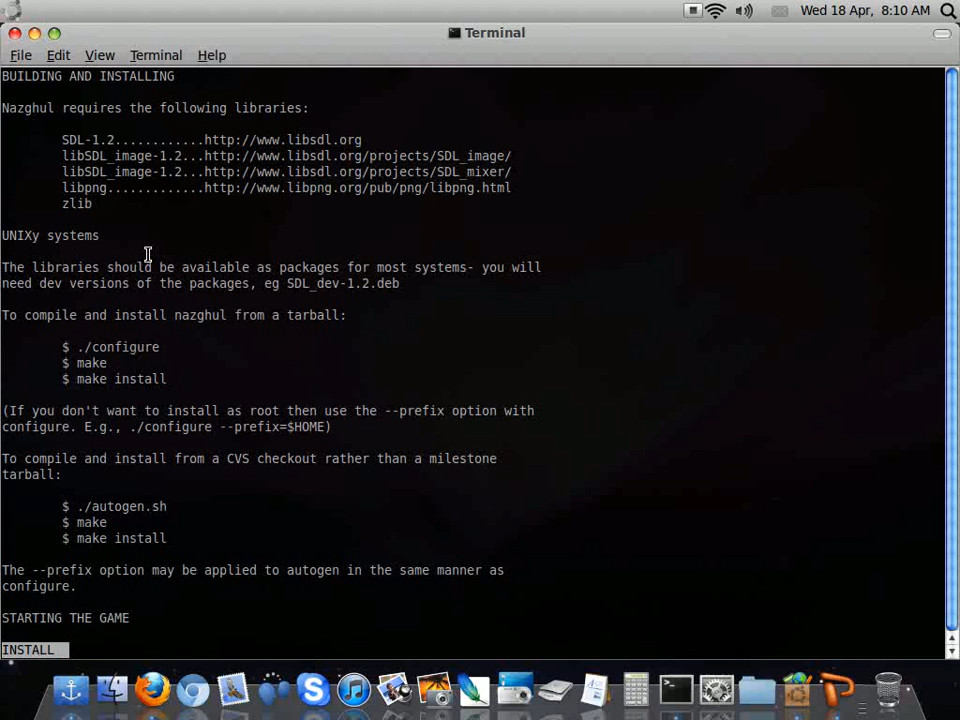 Wed 18 Apr, 8:10 AM
Terminal
File Edit View Terminal Help
BUILDING AND INSTALLING
Nazghul requires the following libraries:
SDL-1.2............http://www.libsdl.org
libSDL_image-1.2...http://www.libsdl.org/projects/SDL_image/
libSDL_image-1.2...http://www.libsdl.org/projects/SDL_mixer/
libpng.............http://www.libpng.org/pub/png/libpng.html
zlib
UNIXy systems
The libraries should be available as packages for most systems- you will
need dev versions of the packages, eg SDL_dev-1.2.deb
To compile and install nazghul from a tarball:
$ ./configure
$ make
$ make install
(If you don't want to install as root then use the --prefix option with
configure. E.g., ./configure --prefix=$HOME)
To compile and install from a CVS checkout rather than a milestone
tarball:
$ ./autogen.sh
$ make
$ make install
The --prefix option may be applied to autogen in the same manner as
configure.
STARTING THE GAME
INSTALL